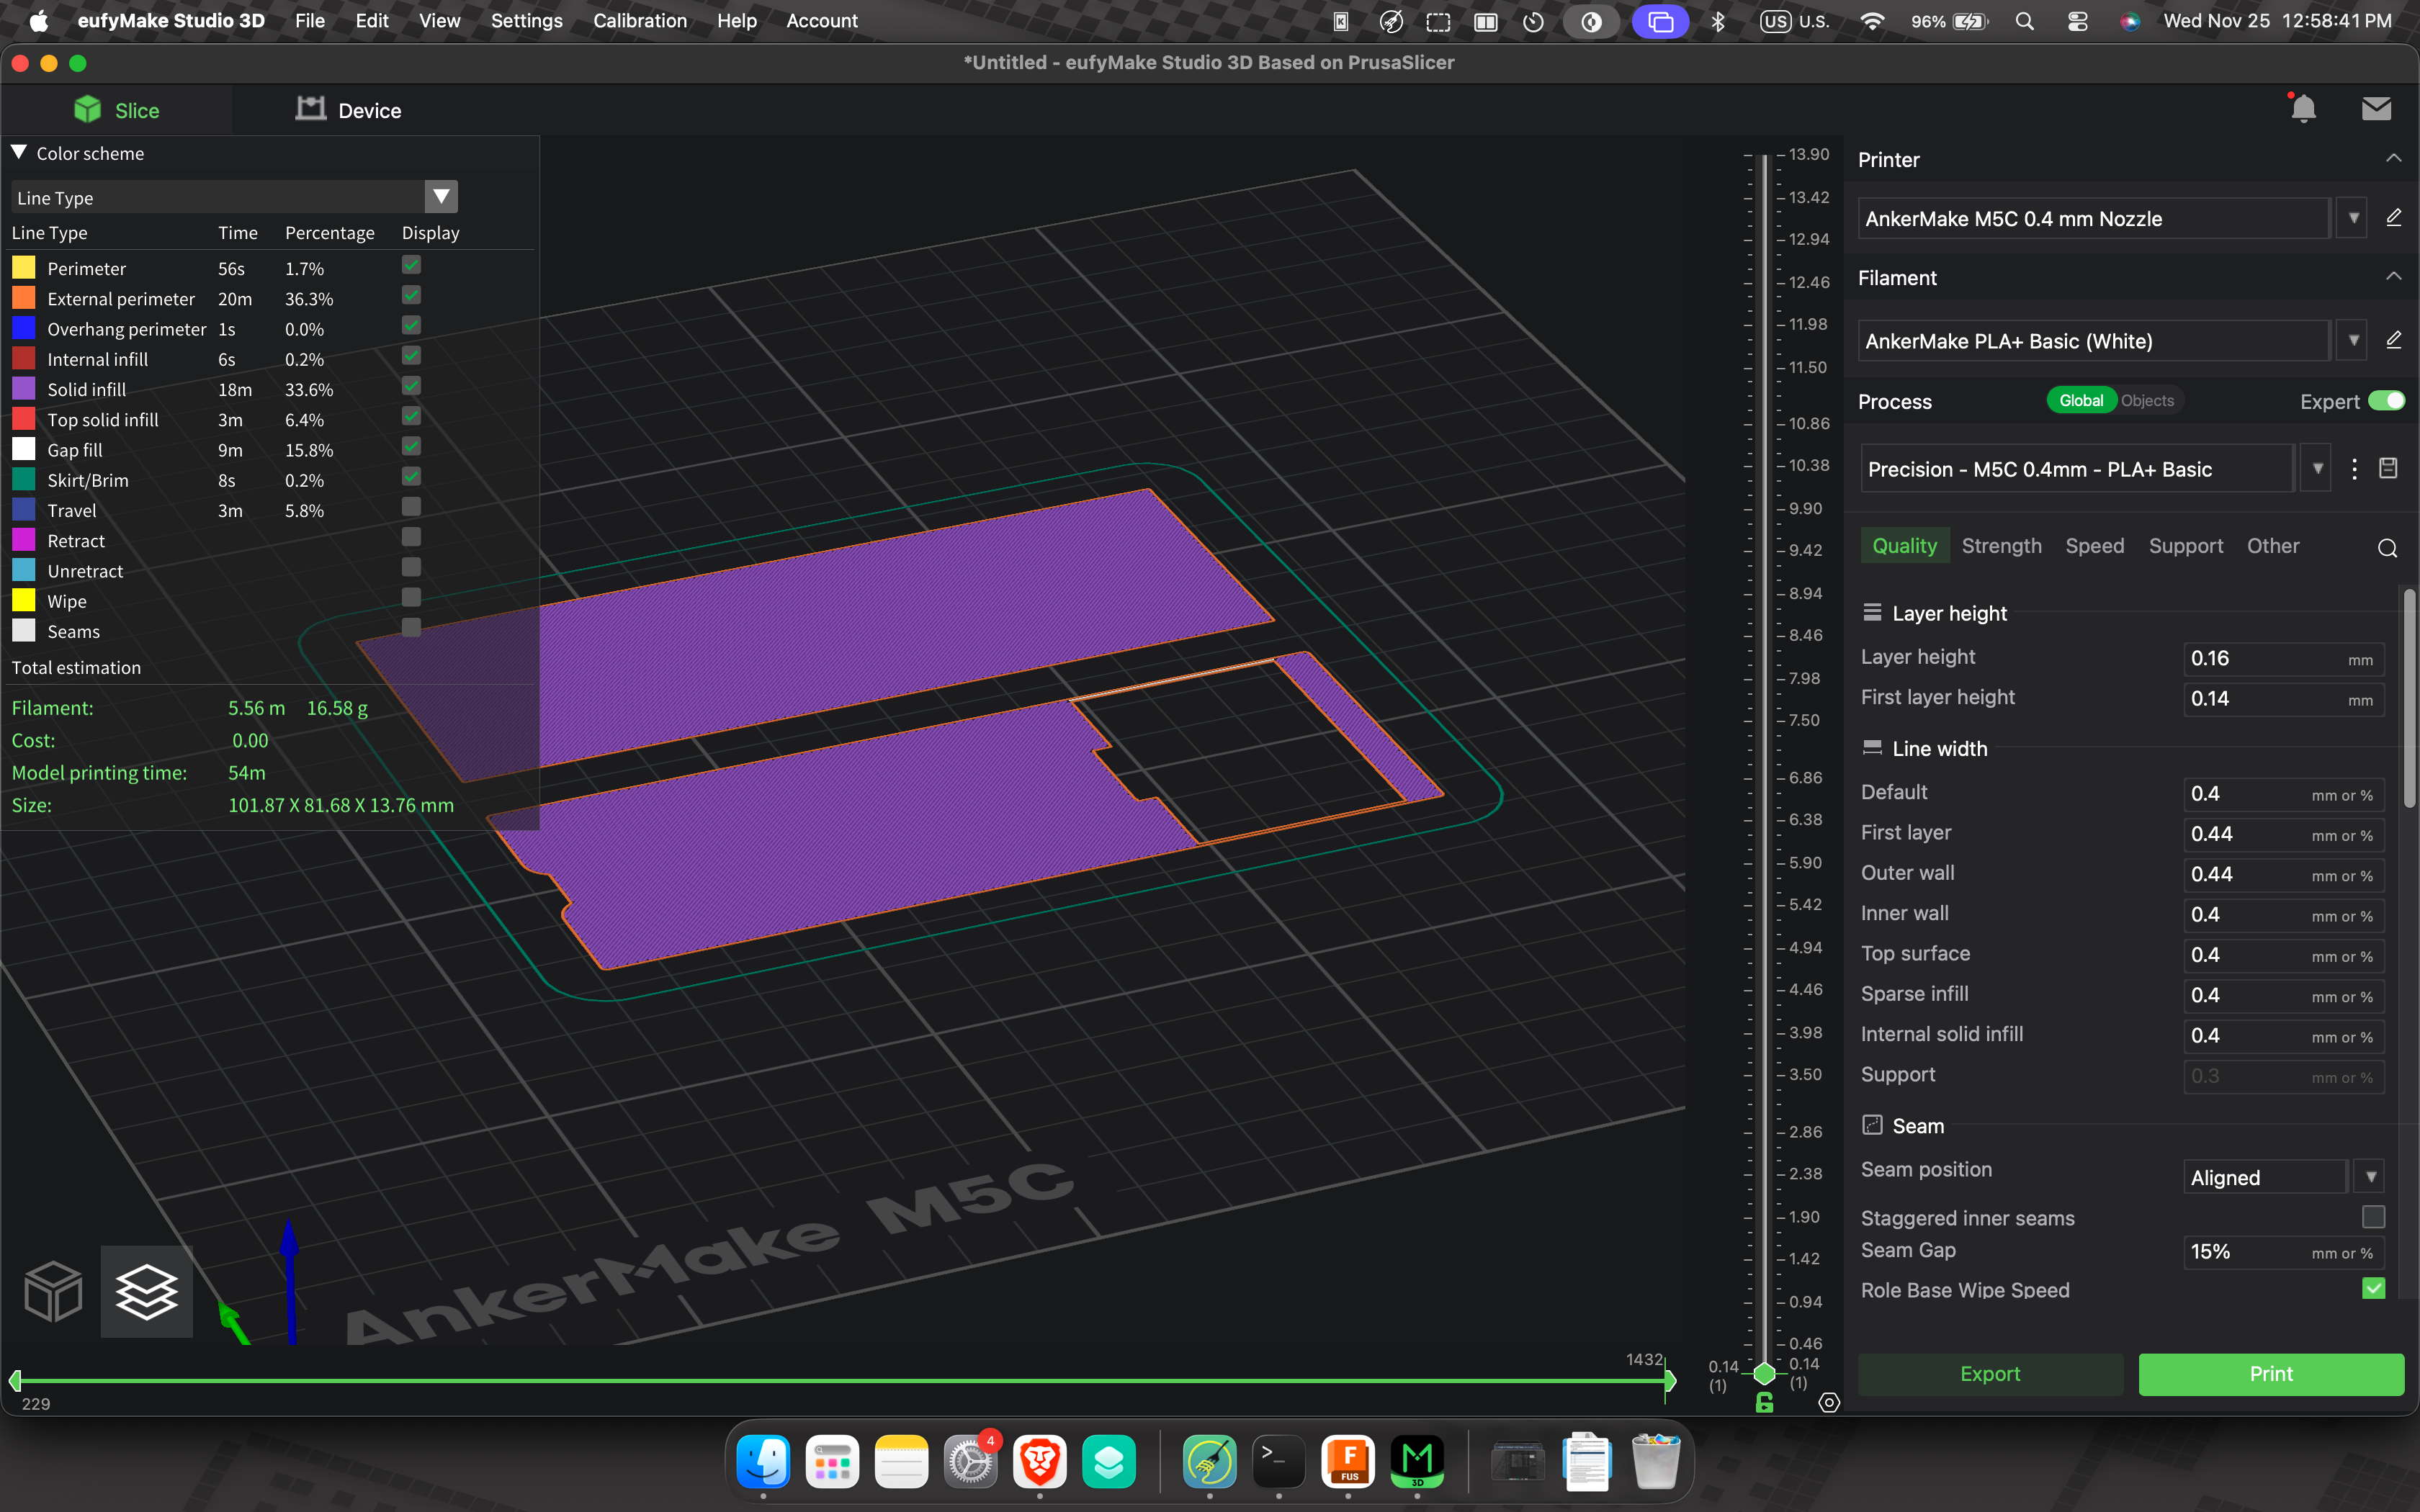 eufyMake Studio 3D File Edit View Settings Calibration Help Account US U.S. 96% Wed Nov 25 12:58:41 PM
*Untitled - eufyMake Studio 3D Based on PrusaSlicer
Slice Device
Color scheme
Line Type
Line Type Time Percentage Display
Perimeter 56s 1.7%
External perimeter 20m 36.3%
Overhang perimeter 1s 0.0%
Internal infill 6s 0.2%
Solid infill 18m 33.6%
Top solid infill 3m 6.4%
Gap fill 9m 15.8%
Skirt/Brim 8s 0.2%
Travel 3m 5.8%
Retract
Unretract
Wipe
Seams
Total estimation
Filament: 5.56 m 16.58 g
Cost: 0.00
Model printing time: 54m
Size: 101.87 X 81.68 X 13.76 mm
AnkerMake M5C
1432
229
13.90
13.42
12.94
12.46
11.98
11.50
10.86
10.38
9.90
9.42
8.94
8.46
7.98
7.50
6.86
6.38
5.90
5.42
4.94
4.46
3.98
3.50
2.86
2.38
1.90
1.42
0.94
0.46
0.14 0.14
(1) (1)
Printer
AnkerMake M5C 0.4 mm Nozzle
Filament
AnkerMake PLA+ Basic (White)
Process Global Objects Expert
Precision - M5C 0.4mm - PLA+ Basic
Quality Strength Speed Support Other
Layer height
Layer height 0.16 mm
First layer height 0.14 mm
Line width
Default 0.4 mm or %
First layer 0.44 mm or %
Outer wall 0.44 mm or %
Inner wall 0.4 mm or %
Top surface 0.4 mm or %
Sparse infill 0.4 mm or %
Internal solid infill 0.4 mm or %
Support 0.3 mm or %
Seam
Seam position Aligned
Staggered inner seams
Seam Gap 15% mm or %
Role Base Wipe Speed
Export Print
4
F
FUS
3D